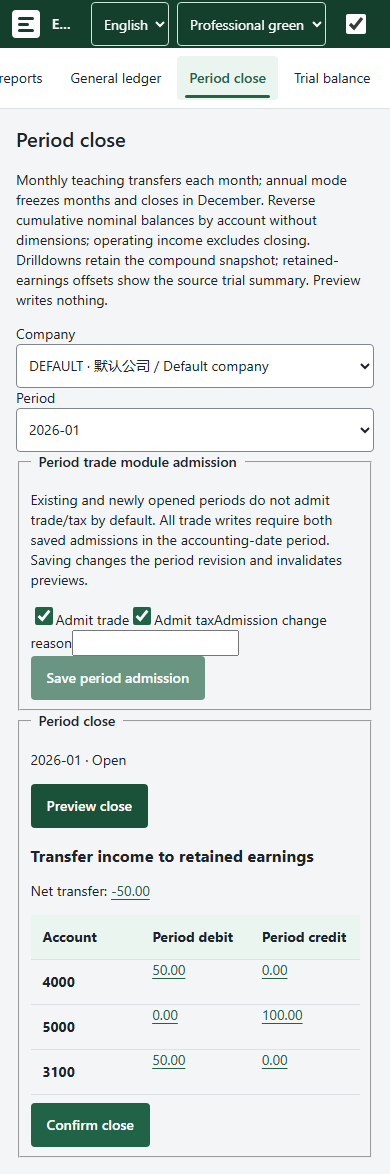 E...
English
Professional green
reports
General ledger
Period close
Trial balance
Period close
Monthly teaching transfers each month; annual mode
freezes months and closes in December. Reverse
cumulative nominal balances by account without
dimensions; operating income excludes closing.
Drilldowns retain the compound snapshot; retained-
earnings offsets show the source trial summary. Preview
writes nothing.
Company
DEFAULT · 默认公司 / Default company
Period
2026-01
Period trade module admission
Existing and newly opened periods do not admit
trade/tax by default. All trade writes require both
saved admissions in the accounting-date period.
Saving changes the period revision and invalidates
previews.
Admit trade Admit taxAdmission change
reason
Save period admission
Period close
2026-01 · Open
Preview close
Transfer income to retained earnings
Net transfer: -50.00
Account Period debit Period credit
4000 50.00 0.00
5000 0.00 100.00
3100 50.00 0.00
Confirm close